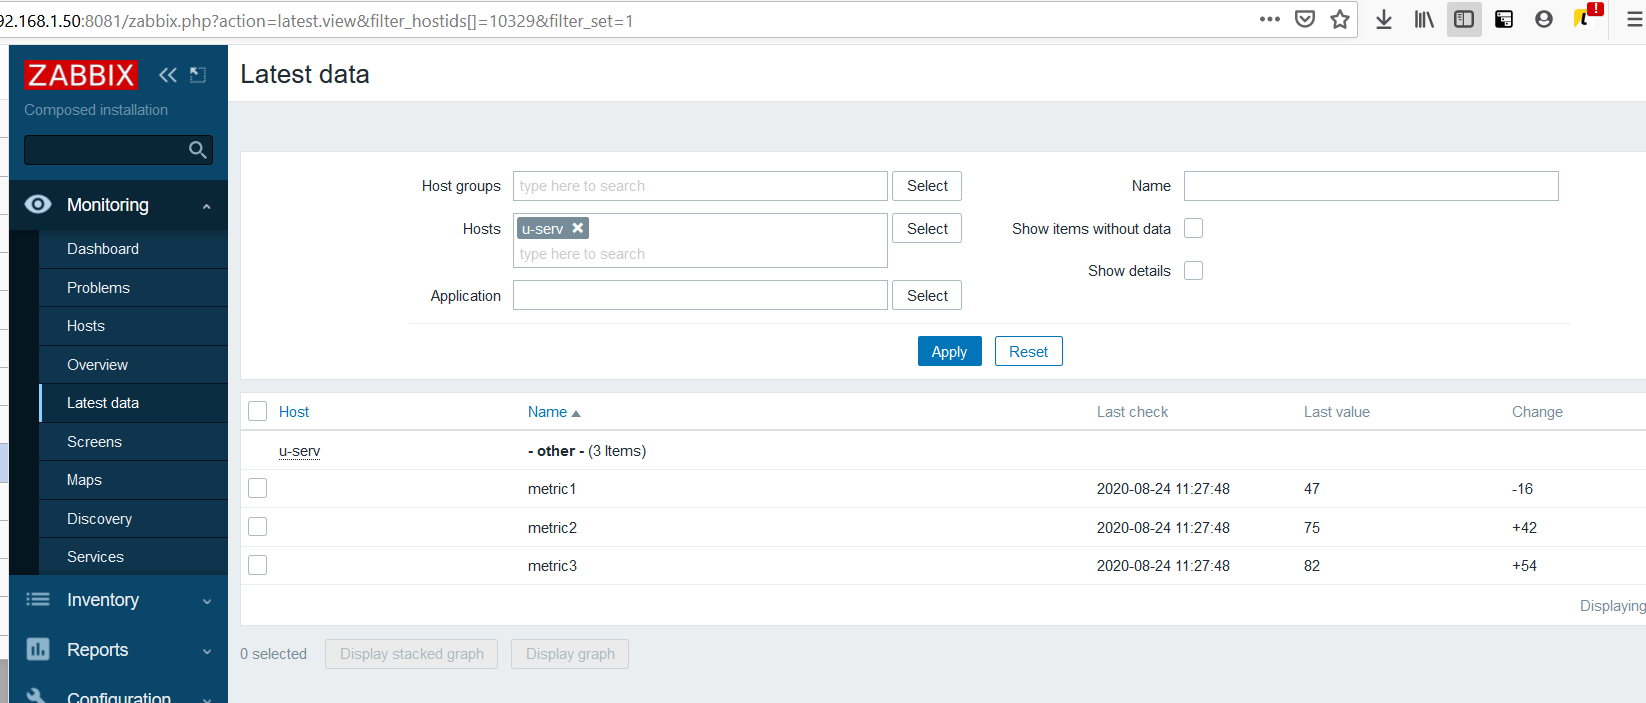 92.168.1.50:8081/zabbix.php?action=latest.view&filter_hostids[]=10329&filter_set=1
ZABBIX
Latest data
Composed installation
Host groups type here to search Select Name
Hosts u-serv type here to search Select Show items without data
Show details
Application Select
Apply Reset
Monitoring
Dashboard
Problems
Hosts
Overview
Latest data
Screens
Maps
Discovery
Services
Inventory
Reports
Configuration
Host Name Last check Last value Change
u-serv - other - (3 Items)
metric1 2020-08-24 11:27:48 47 -16
metric2 2020-08-24 11:27:48 75 +42
metric3 2020-08-24 11:27:48 82 +54
Displaying
0 selected Display stacked graph Display graph